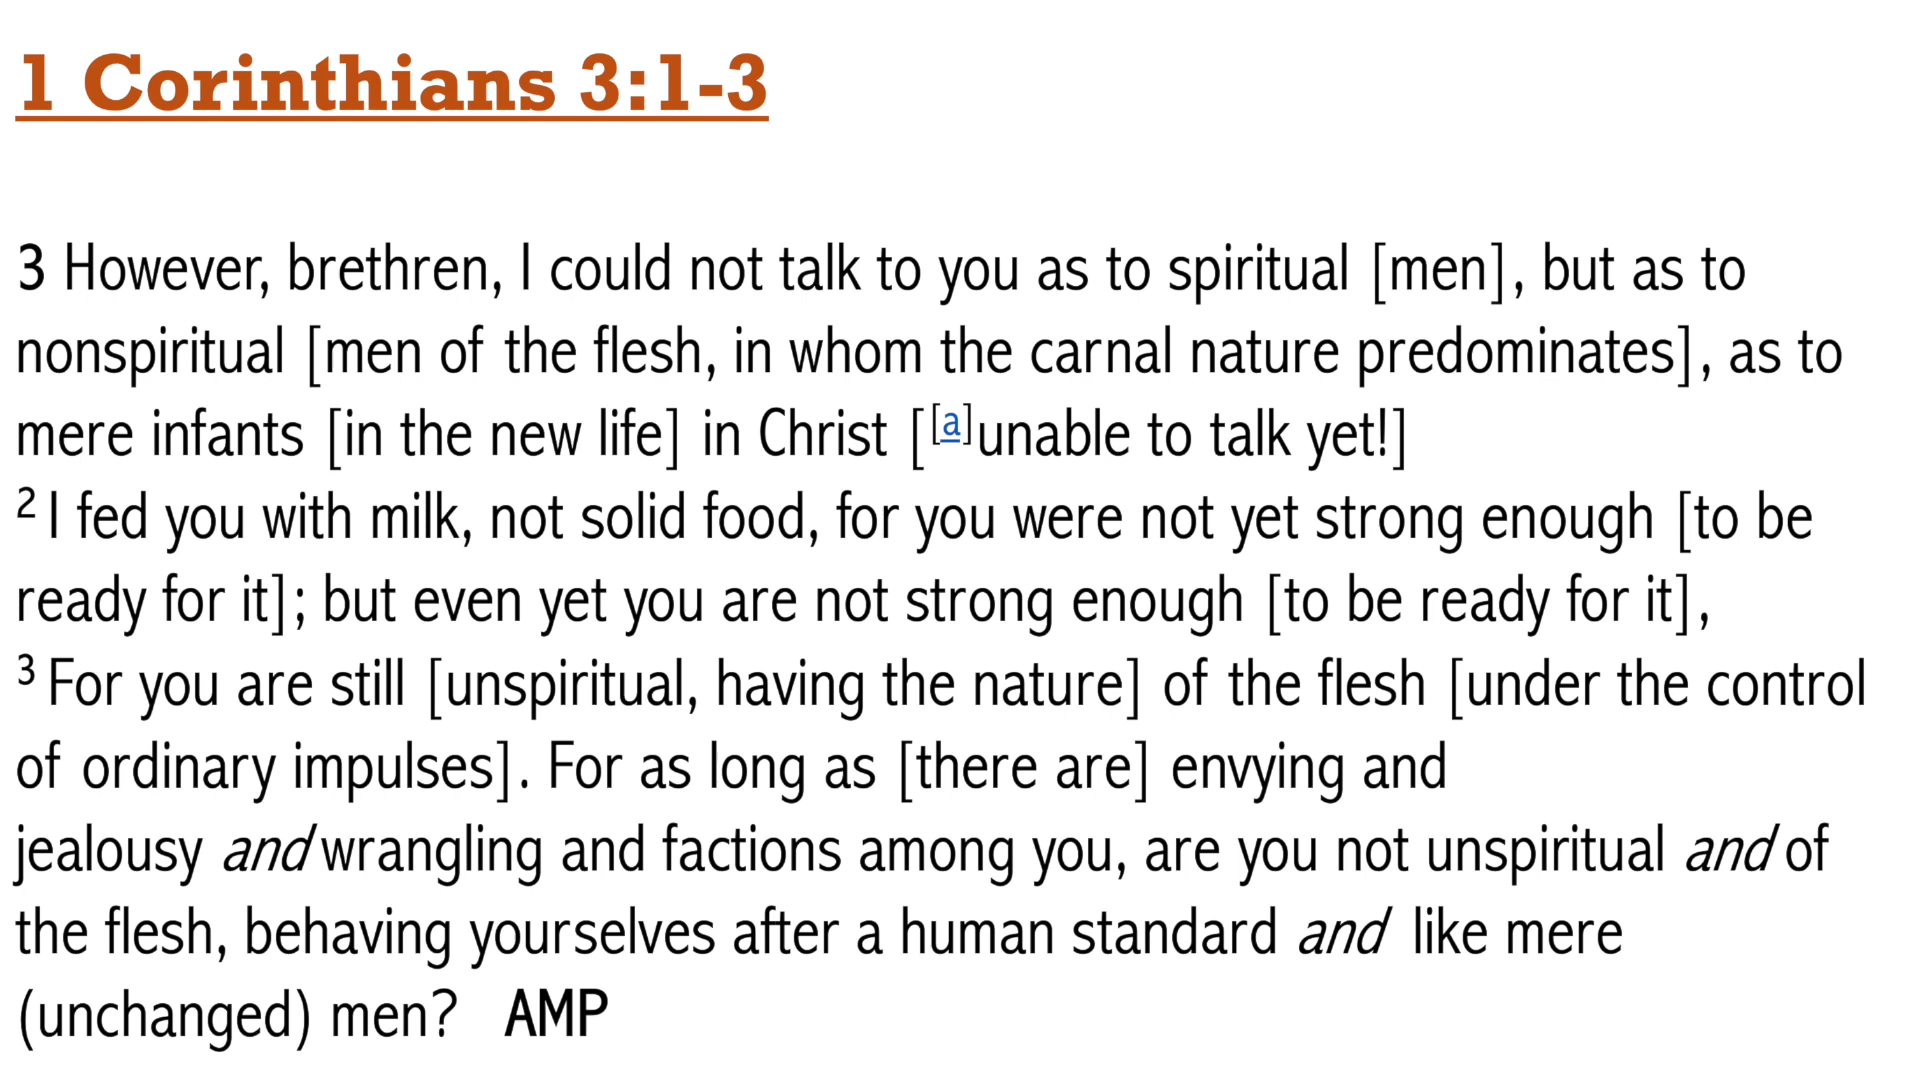 1 Corinthians 3:1-3
3 However, brethren, I could not talk to you as to spiritual [men], but as to
nonspiritual [men of the flesh, in whom the carnal nature predominates], as to
mere infants [in the new life] in Christ [[a]unable to talk yet!]
2 I fed you with milk, not solid food, for you were not yet strong enough [to be
ready for it]; but even yet you are not strong enough [to be ready for it],
3 For you are still [unspiritual, having the nature] of the flesh [under the control
of ordinary impulses]. For as long as [there are] envying and
jealousy and wrangling and factions among you, are you not unspiritual and of
the flesh, behaving yourselves after a human standard and like mere
(unchanged) men? AMP